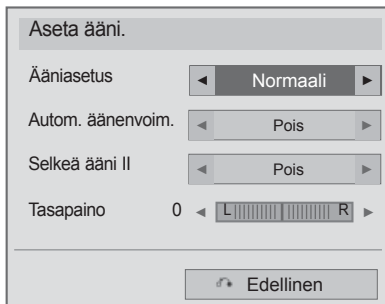 Aseta ääni.
Ääniasetus ◄ Normaali ►
Autom. äänenvoim. ◄ Pois ►
Selkeä ääni II ◄ Pois ►
Tasapaino 0 ◄ L R ►
Edellinen